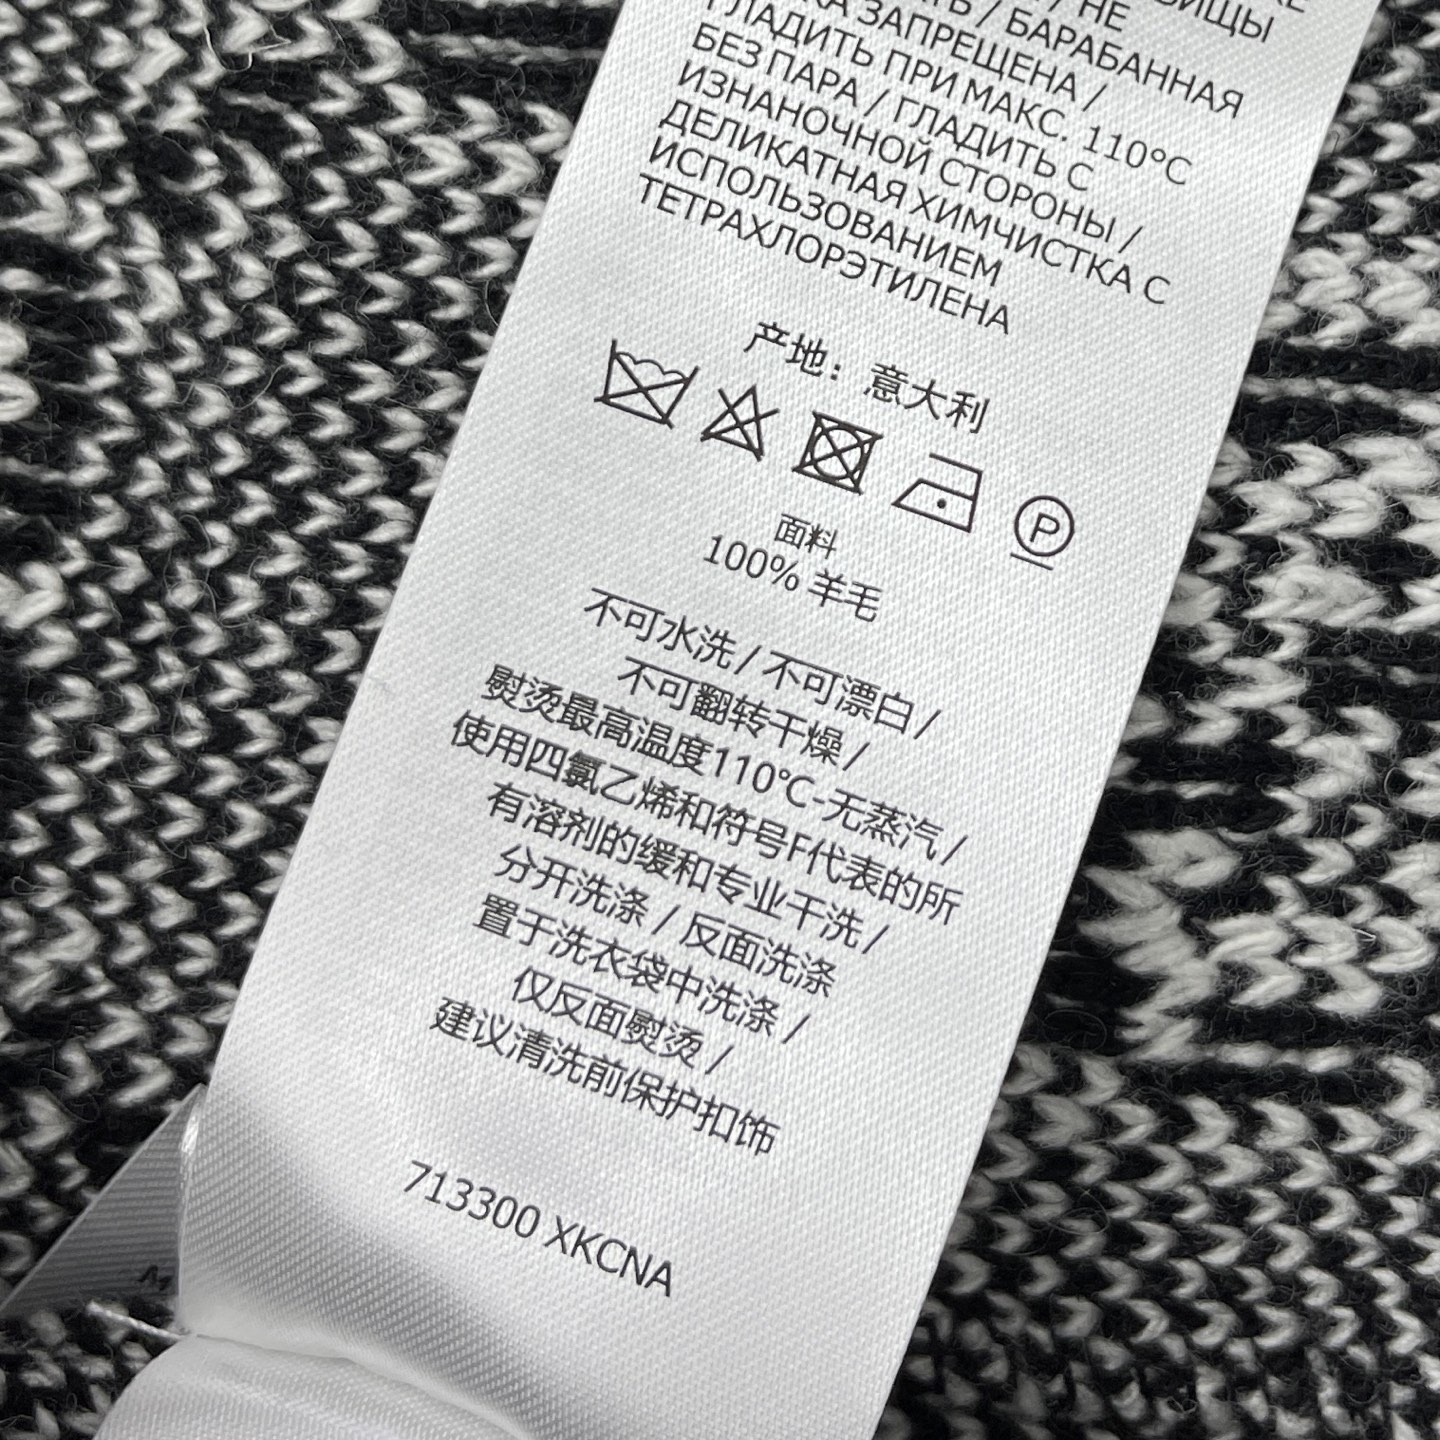 НЕ
БАРАБАННАЯ
ЗАПРЕЩЕНА /
ГЛАДИТЬ ПРИ МАКС. 110°C
БЕЗ ПАРА / ГЛАДИТЬ С
ИЗНАНОЧНОЙ СТОРОНЫ /
ДЕЛИКАТНАЯ ХИМЧИСТКА С
ИСПОЛЬЗОВАНИЕМ
ТЕТРАХЛОРЭТИЛЕНА
产地：意大利
P
面料
100% 羊毛
不可水洗 / 不可漂白 /
不可翻转干燥 /
熨烫最高温度110℃-无蒸汽 /
使用四氯乙烯和符号F代表的所
有溶剂的缓和专业干洗 /
分开洗涤 / 反面洗涤
置于洗衣袋中洗涤 /
仅反面熨烫 /
建议清洗前保护扣饰
713300 XKCNA